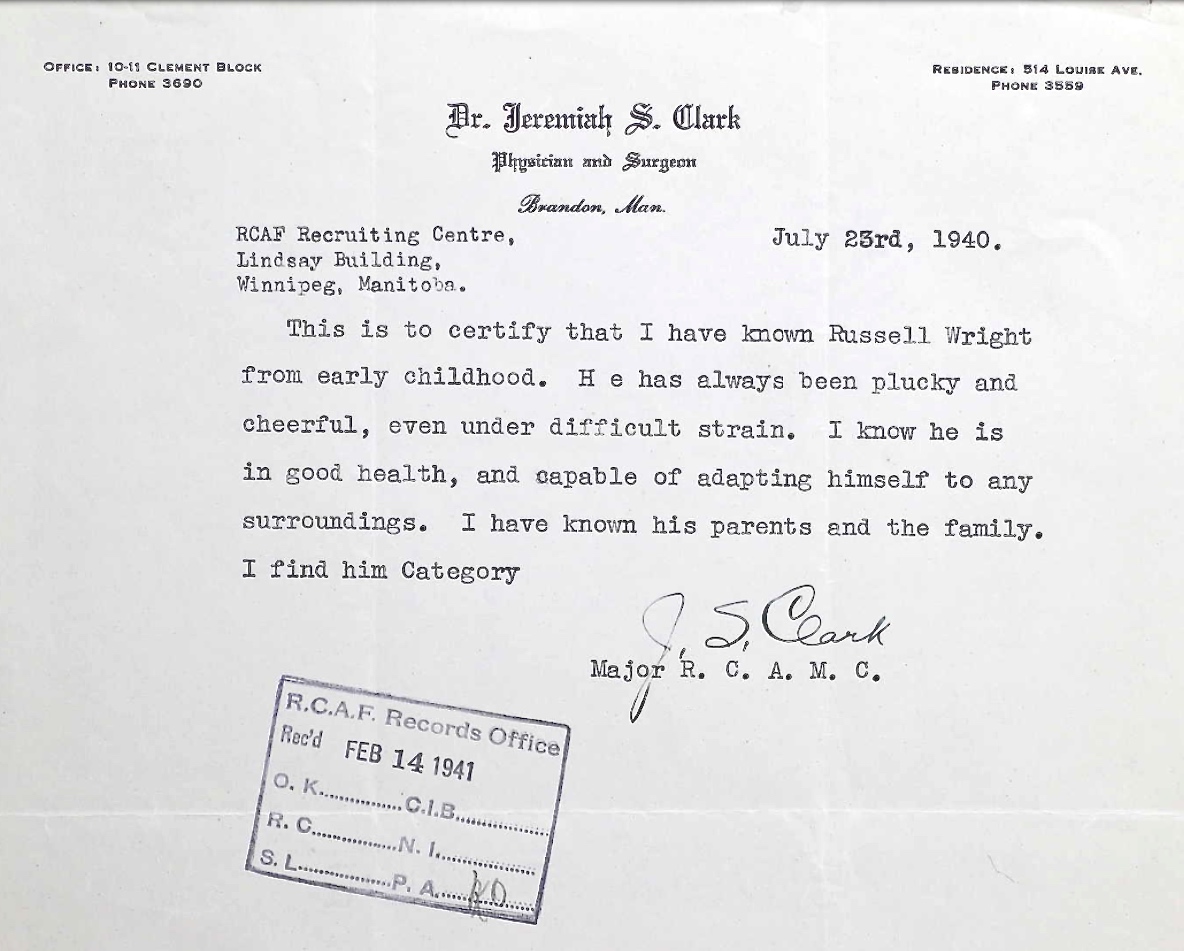 OFFICE: 10-11 CLEMENT BLOCK
PHONE 3690
RESIDENCE: 514 LOUISE AVE.
PHONE 3559
Dr. Jeremiah S. Clark
Physician and Surgeon
Brandon, Man.
RCAF Recruiting Centre,
Lindsay Building,
Winnipeg, Manitoba.
July 23rd, 1940.
This is to certify that I have known Russell Wright
from early childhood. H e has always been plucky and
cheerful, even under difficult strain. I know he is
in good health, and capable of adapting himself to any
surroundings. I have known his parents and the family.
I find him Category
J. S. Clark
Major R. C. A. M. C.
R.C.A.F. Records Office
Rec'd FEB 14 1941
O. K...............C.I.B.................
R. C...............N. I.................
S. L................P. A.................